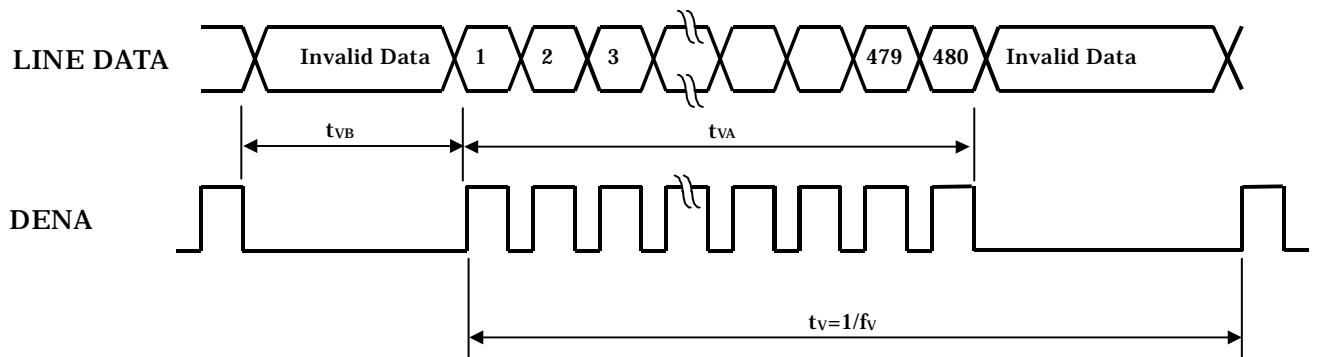 LINE DATA Invalid Data 1 2 3 479 480 Invalid Data
tVB tVA
DENA
tV=1/fV